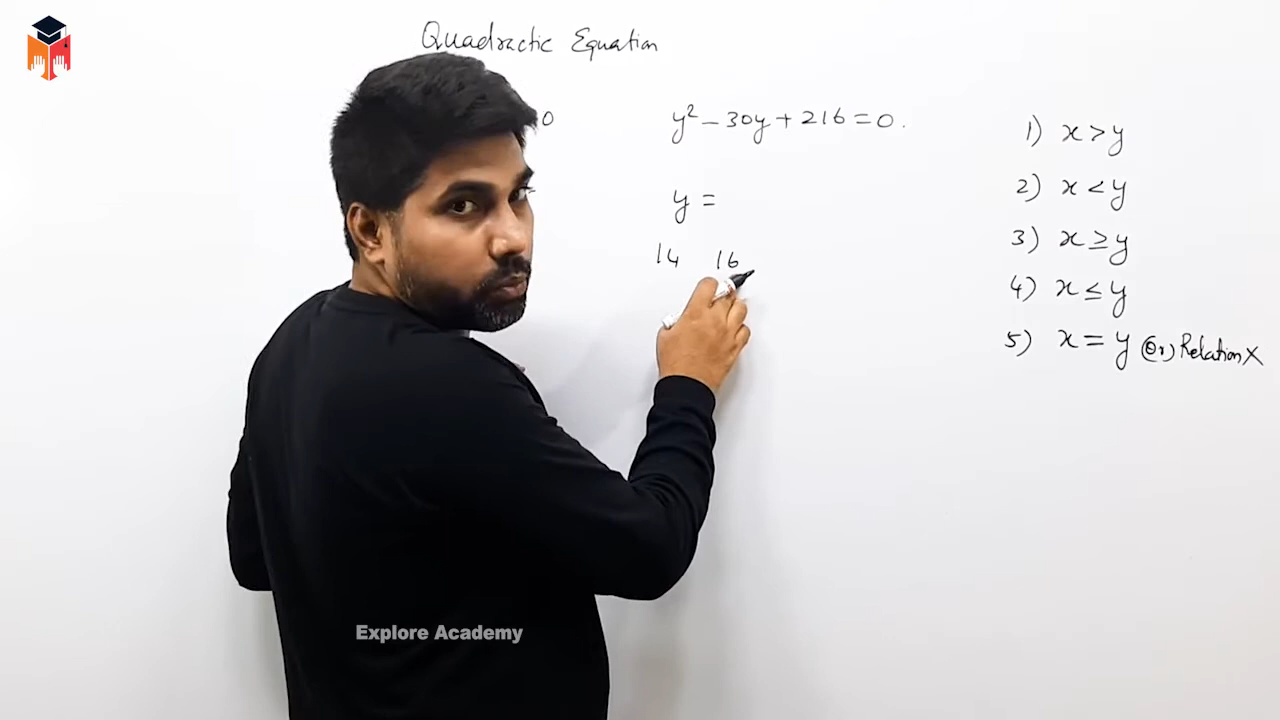 Quadractic Equation
0
y² – 30y + 216 = 0.
y =
14 16
1) x > y
2) x < y
3) x ≥ y
4) x ≤ y
5) x = y (or) Relation X
Explore Academy